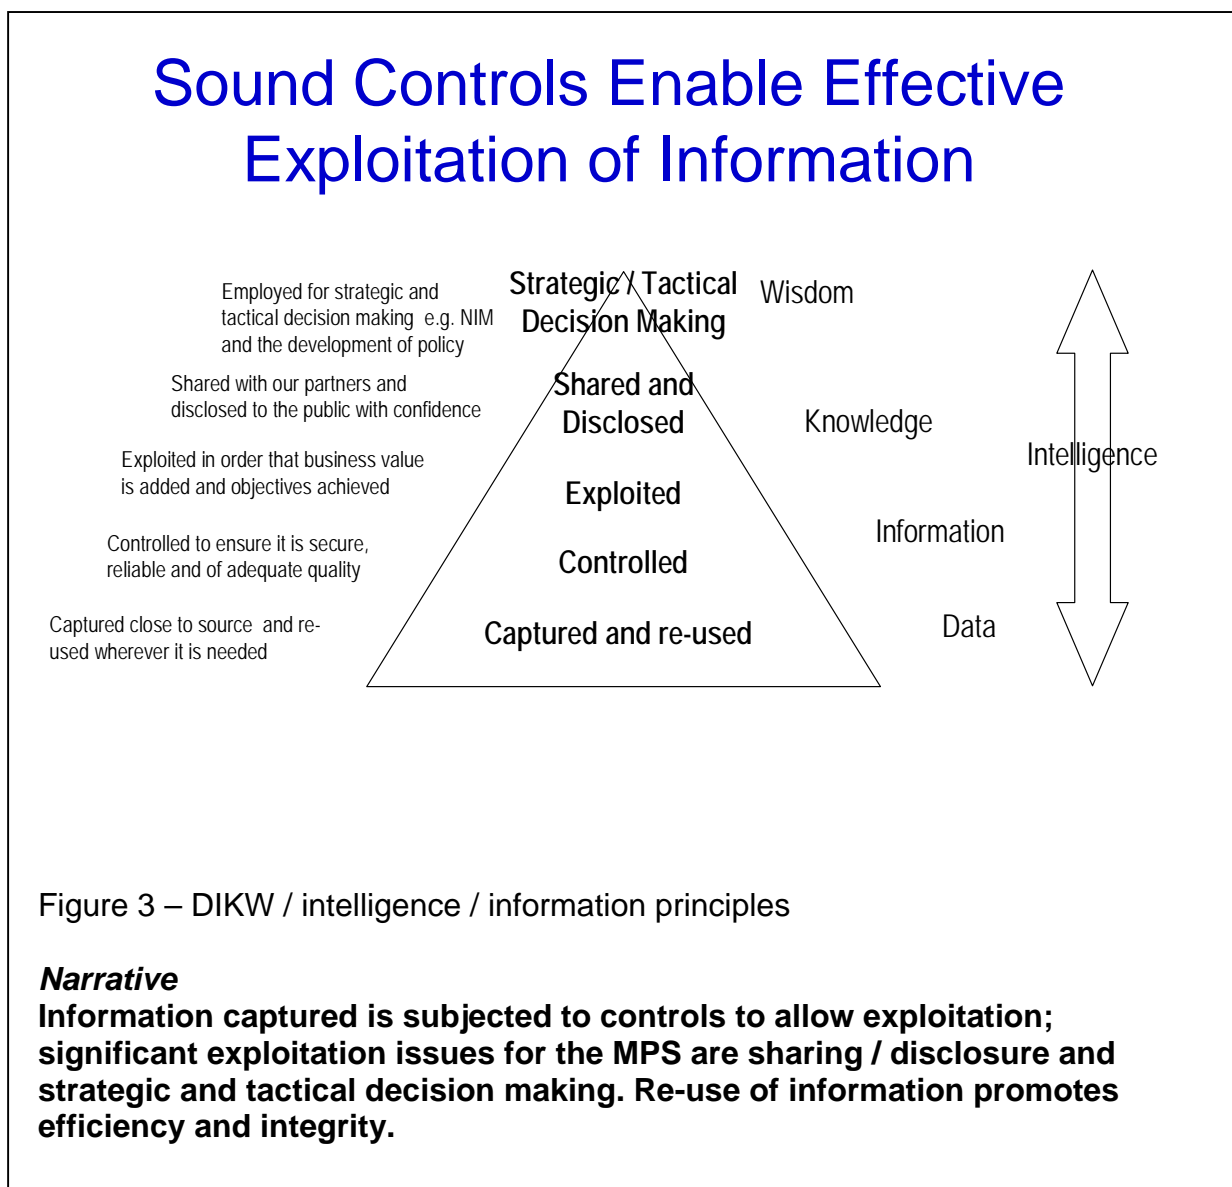 Sound Controls Enable Effective
Exploitation of Information
Employed for strategic and
tactical decision making e.g. NIM
and the development of policy
Strategic / Tactical
Decision Making
Wisdom
Shared with our partners and
disclosed to the public with confidence
Shared and
Disclosed
Knowledge
Intelligence
Exploited in order that business value
is added and objectives achieved
Exploited
Information
Controlled to ensure it is secure,
reliable and of adequate quality
Controlled
Captured close to source and re-
used wherever it is needed
Captured and re-used
Data
Figure 3 – DIKW / intelligence / information principles
Narrative
Information captured is subjected to controls to allow exploitation;
significant exploitation issues for the MPS are sharing / disclosure and
strategic and tactical decision making. Re-use of information promotes
efficiency and integrity.